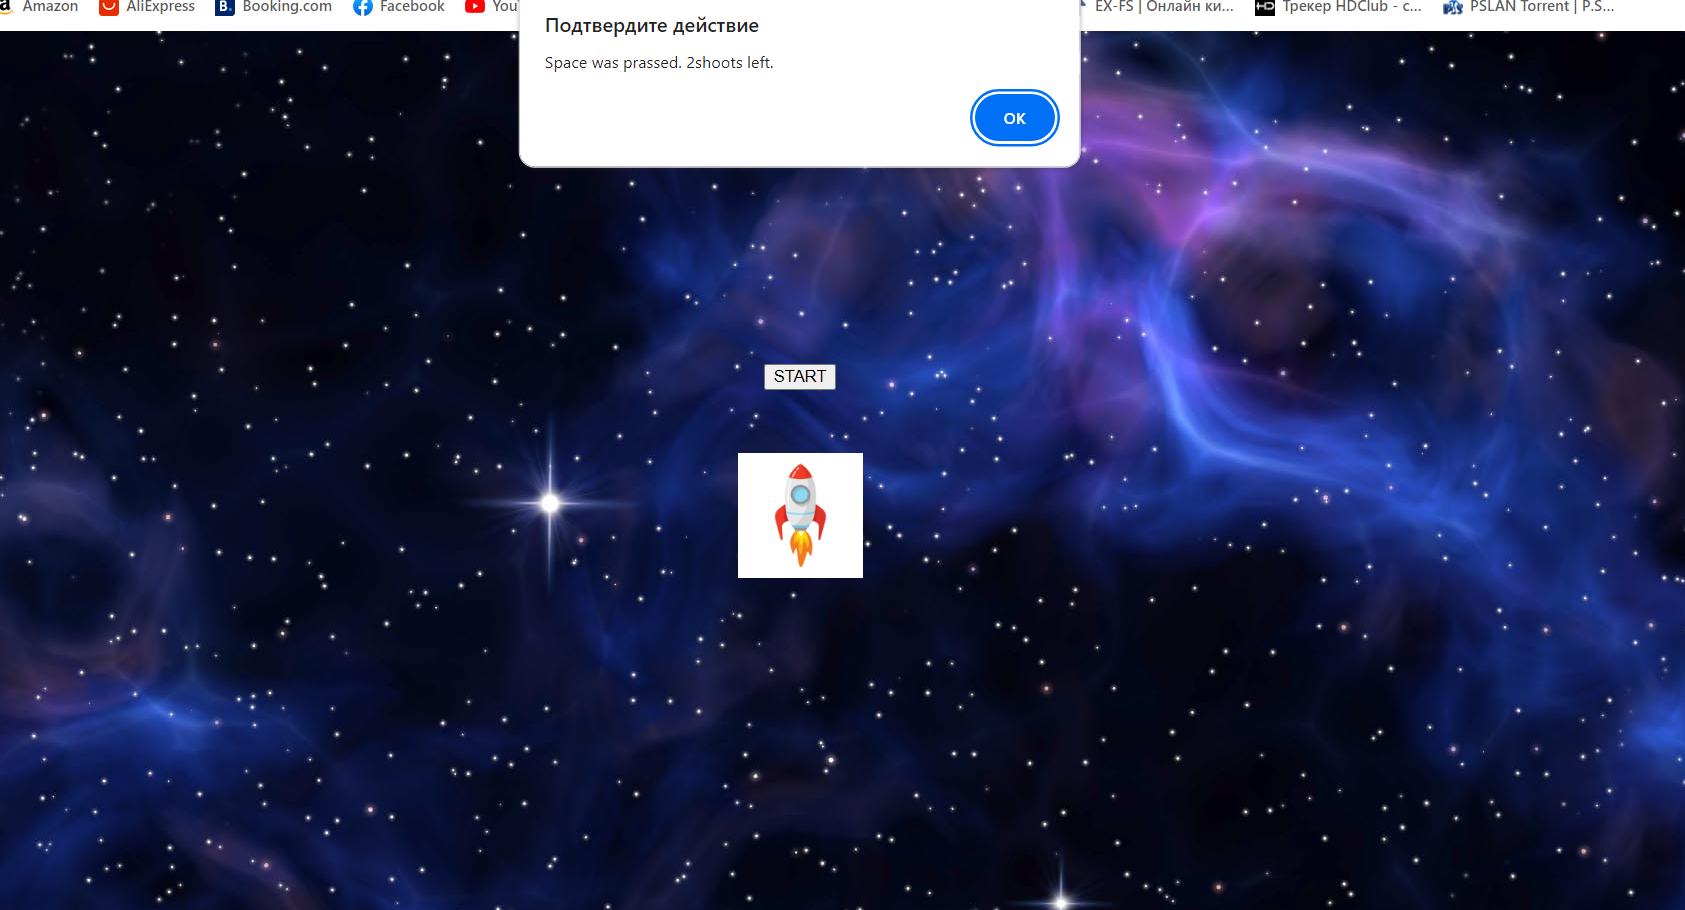 Amazon AliExpress Booking.com Facebook EX-FS | Онлайн ки... Трекер HDClub - с... PSLAN Torrent | P.S...
Подтвердите действие
Space was prassed. 2shoots left.
OK
START